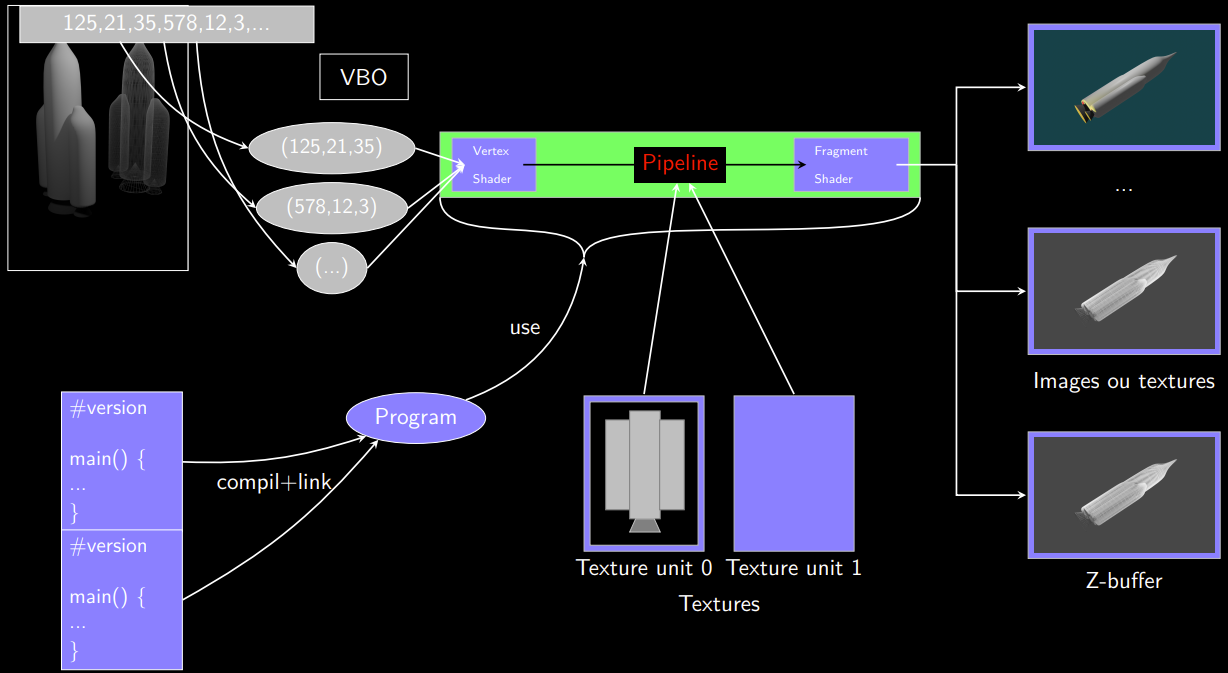 125,21,35,578,12,3,...
VBO
(125,21,35)
(578,12,3)
(...)
Vertex
Shader
Pipeline
Fragment
Shader
...
Images ou textures
Z-buffer
use
Program
compil+link
#version
main() {
...
}
#version
main() {
...
}
Texture unit 0
Texture unit 1
Textures